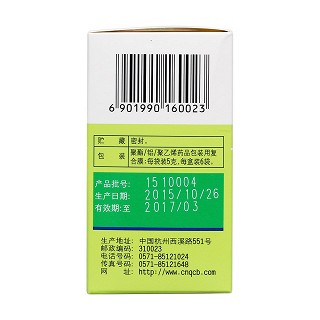 6901990160023
贮藏 密封。
包装 聚酯/铝/聚乙烯药品包装用复
合膜：每袋装5克，每盒装6袋。
产品批号： 1510004
生产日期： 2015/10/26
有效期：至 2017/03
生产地址： 中国杭州西溪路551号
邮政编码： 310023
电话号码： 0571-85121024
传真号码： 0571-85121648
网　　址： http://www.cnqcb.com